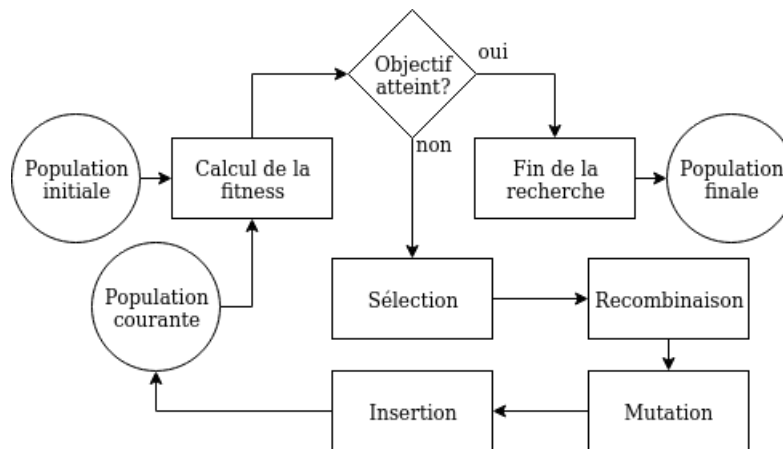 Objectif
atteint?
oui
non
Population
initiale
Calcul de la
fitness
Fin de la
recherche
Population
finale
Population
courante
Sélection
Recombinaison
Insertion
Mutation